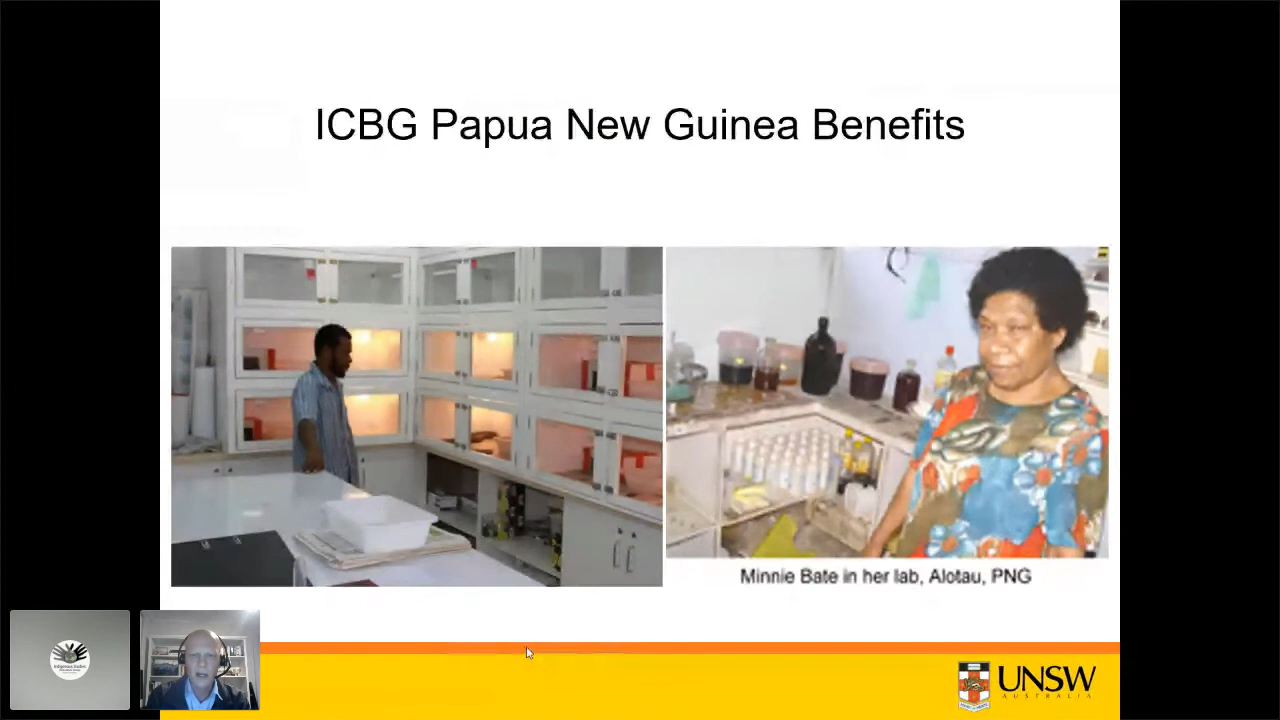 ICBG Papua New Guinea Benefits
Minnie Bate in her lab, Alotau, PNG
UNSW
AUSTRALIA